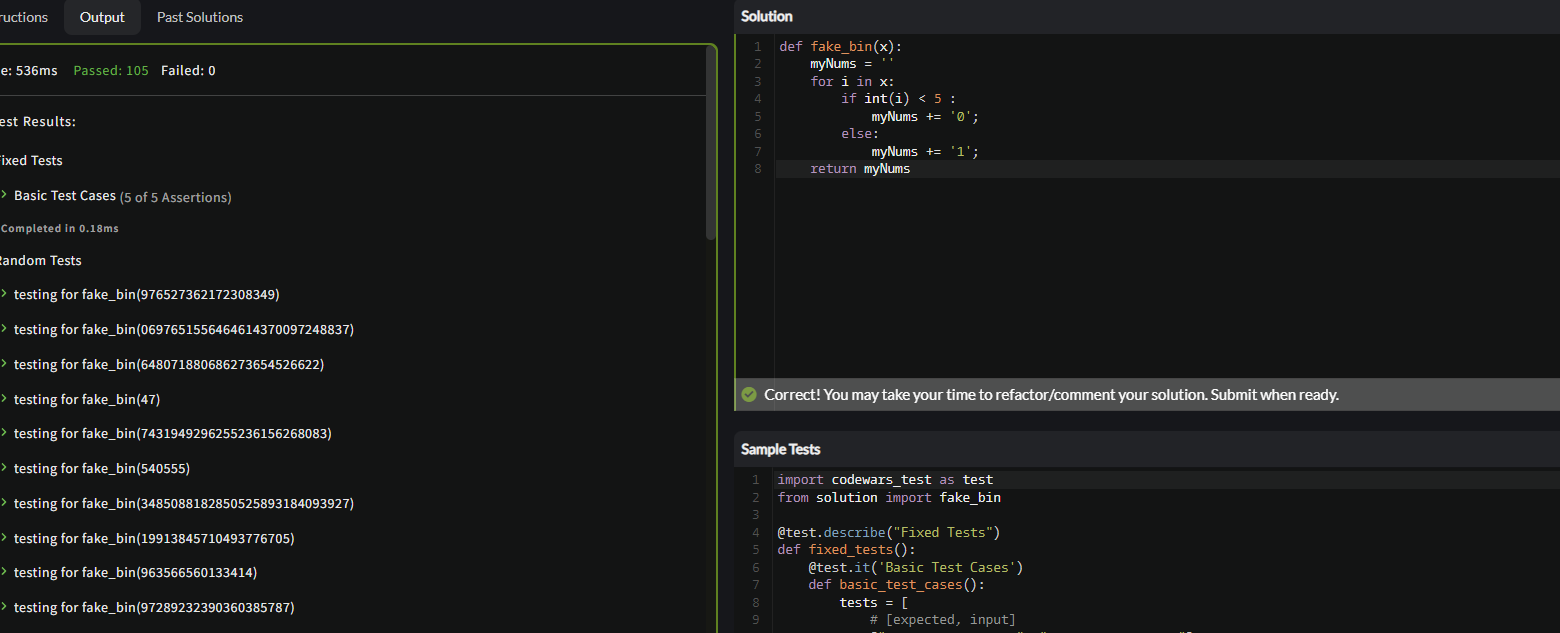 ructions Output Past Solutions
e: 536ms Passed: 105 Failed: 0
est Results:
ixed Tests
Basic Test Cases (5 of 5 Assertions)
Completed in 0.18ms
Random Tests
testing for fake_bin(976527362172308349)
testing for fake_bin(0697651556464614370097248837)
testing for fake_bin(648071880686273654526622)
testing for fake_bin(47)
testing for fake_bin(7431949296255236156268083)
testing for fake_bin(540555)
testing for fake_bin(3485088182850525893184093927)
testing for fake_bin(19913845710493776705)
testing for fake_bin(963566560133414)
testing for fake_bin(97289232390360385787)
Solution
1 def fake_bin(x):
2     myNums = ''
3     for i in x:
4         if int(i) < 5 :
5             myNums += '0';
6         else:
7             myNums += '1';
8     return myNums
Correct! You may take your time to refactor/comment your solution. Submit when ready.
Sample Tests
1 import codewars_test as test
2 from solution import fake_bin
3
4 @test.describe("Fixed Tests")
5 def fixed_tests():
6     @test.it('Basic Test Cases')
7     def basic_test_cases():
8         tests = [
9             # [expected, input]